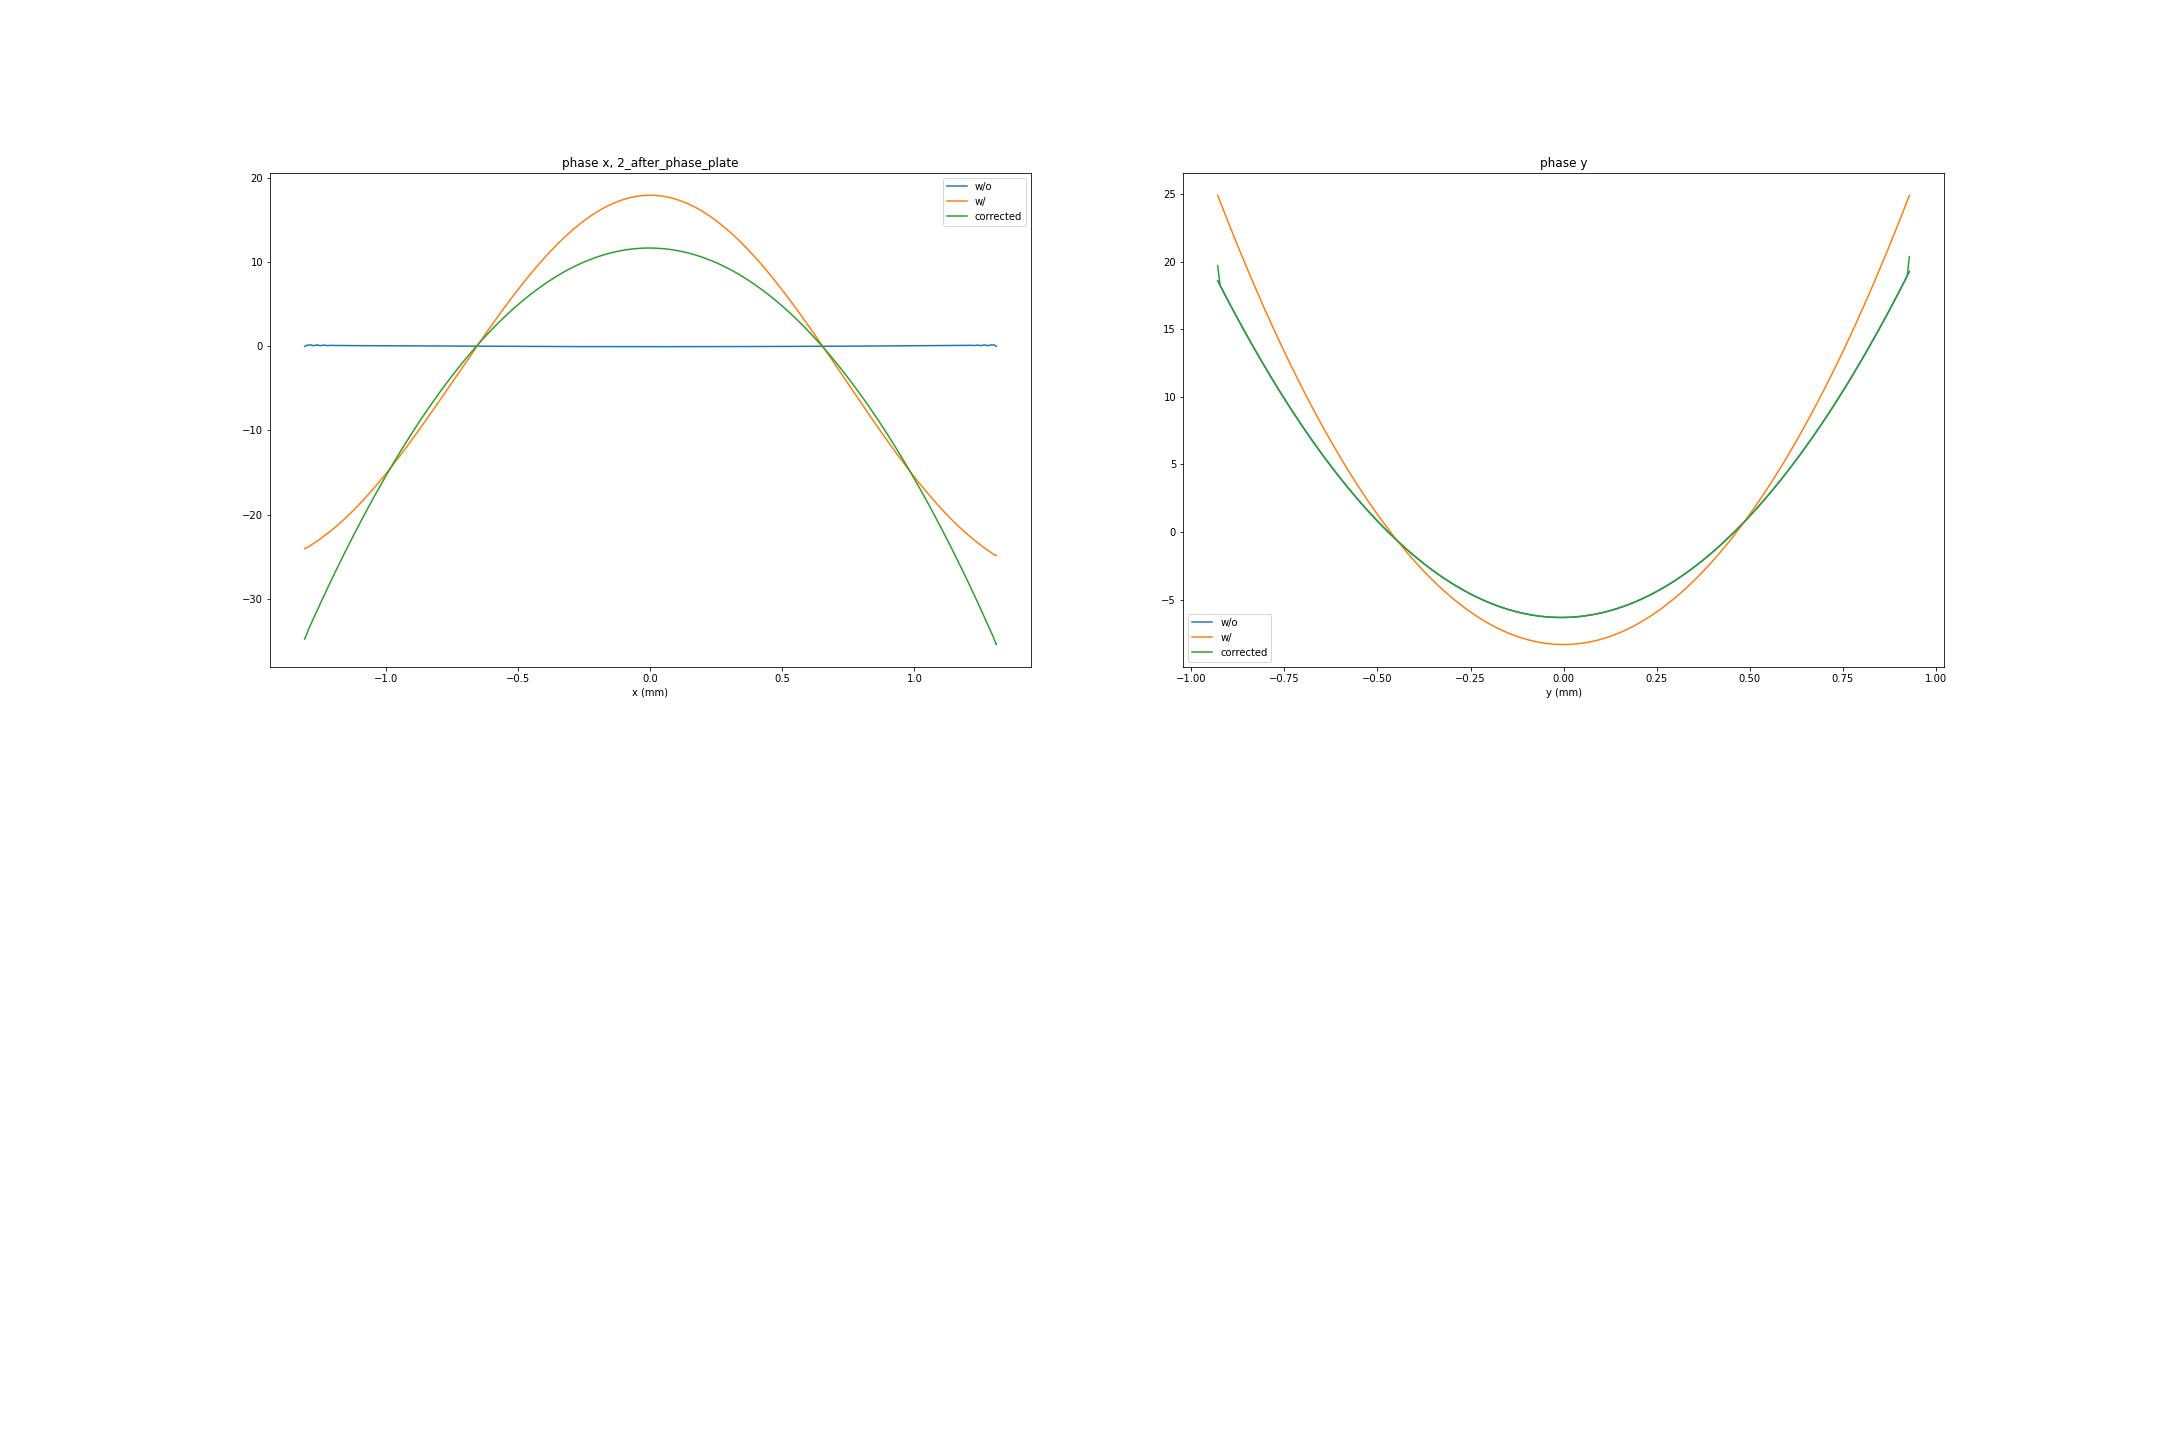 phase x, 2_after_phase_plate
20
10
0
−10
−20
−30
w/o
w/
corrected
−1.0 −0.5 0.0 0.5 1.0
x (mm)
phase y
25
20
15
10
5
0
−5
w/o
w/
corrected
−1.00 −0.75 −0.50 −0.25 0.00 0.25 0.50 0.75 1.00
y (mm)